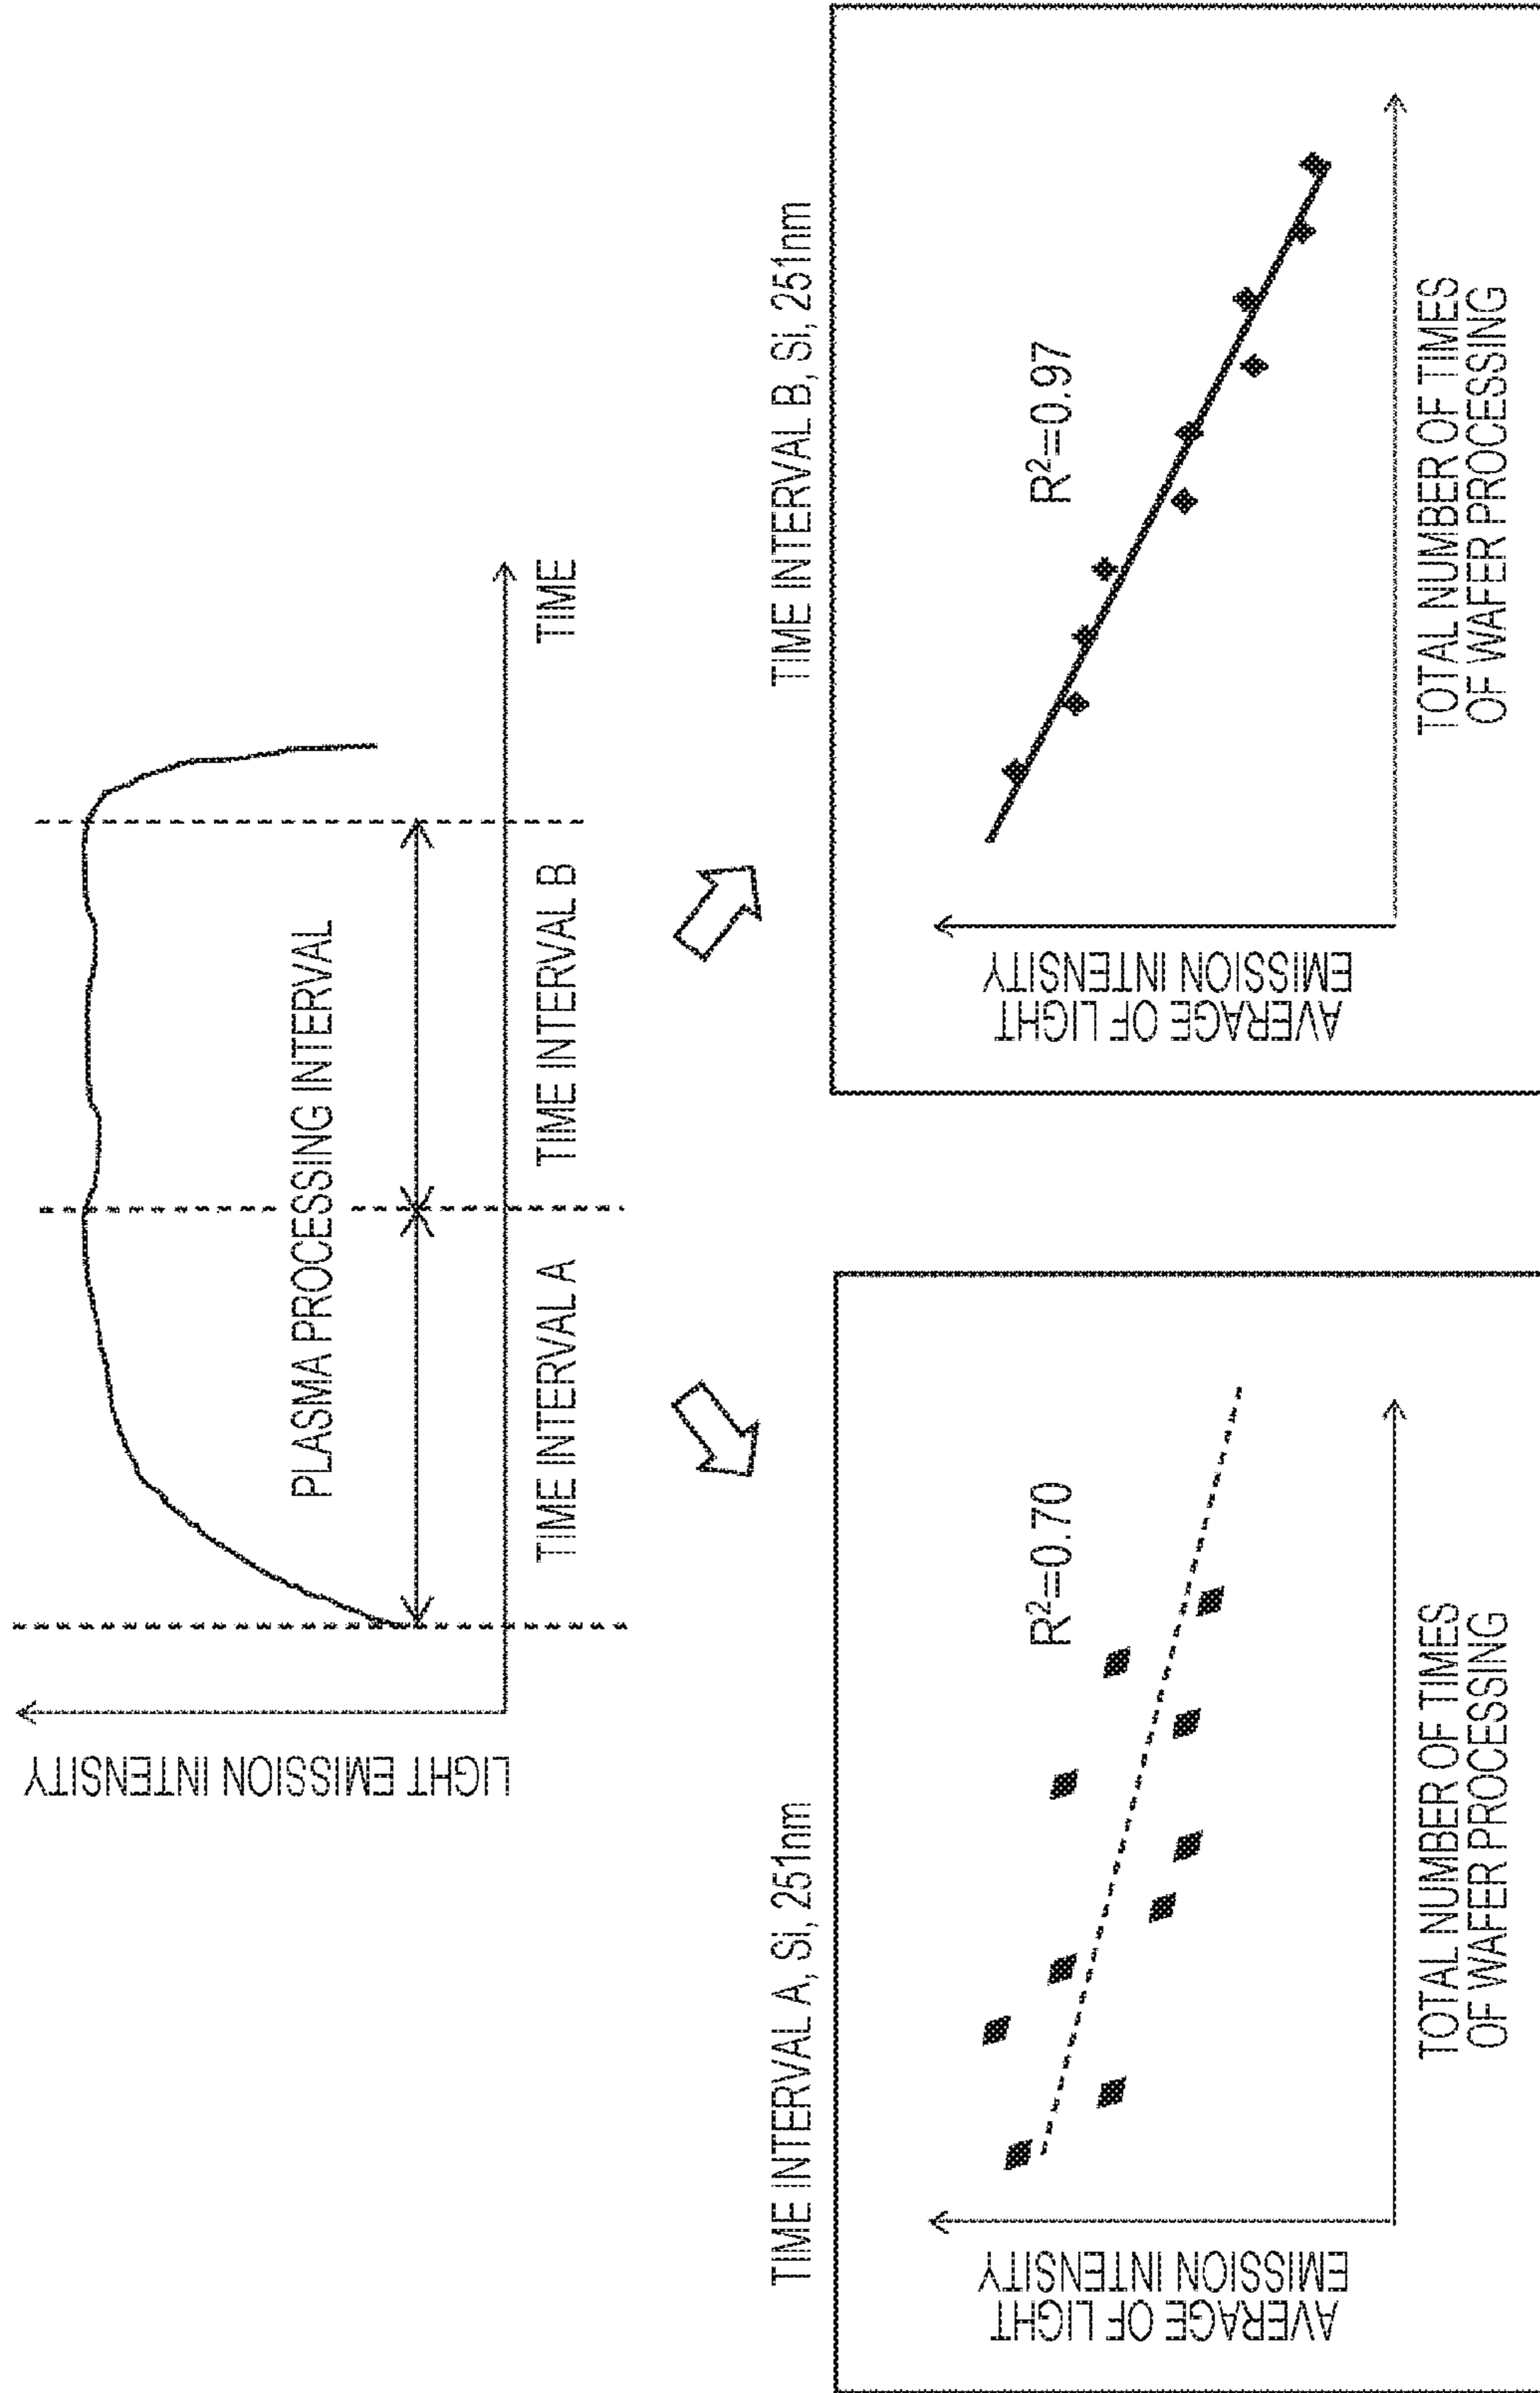 LIGHT EMISSION INTENSITY
PLASMA PROCESSING INTERVAL
TIME INTERVAL A
TIME INTERVAL B
TIME
TIME INTERVAL A, Si, 251nm
AVERAGE OF LIGHT
EMISSION INTENSITY
R²=0.70
TOTAL NUMBER OF TIMES
OF WAFER PROCESSING
TIME INTERVAL B, Si, 251nm
AVERAGE OF LIGHT
EMISSION INTENSITY
R²=0.97
TOTAL NUMBER OF TIMES
OF WAFER PROCESSING